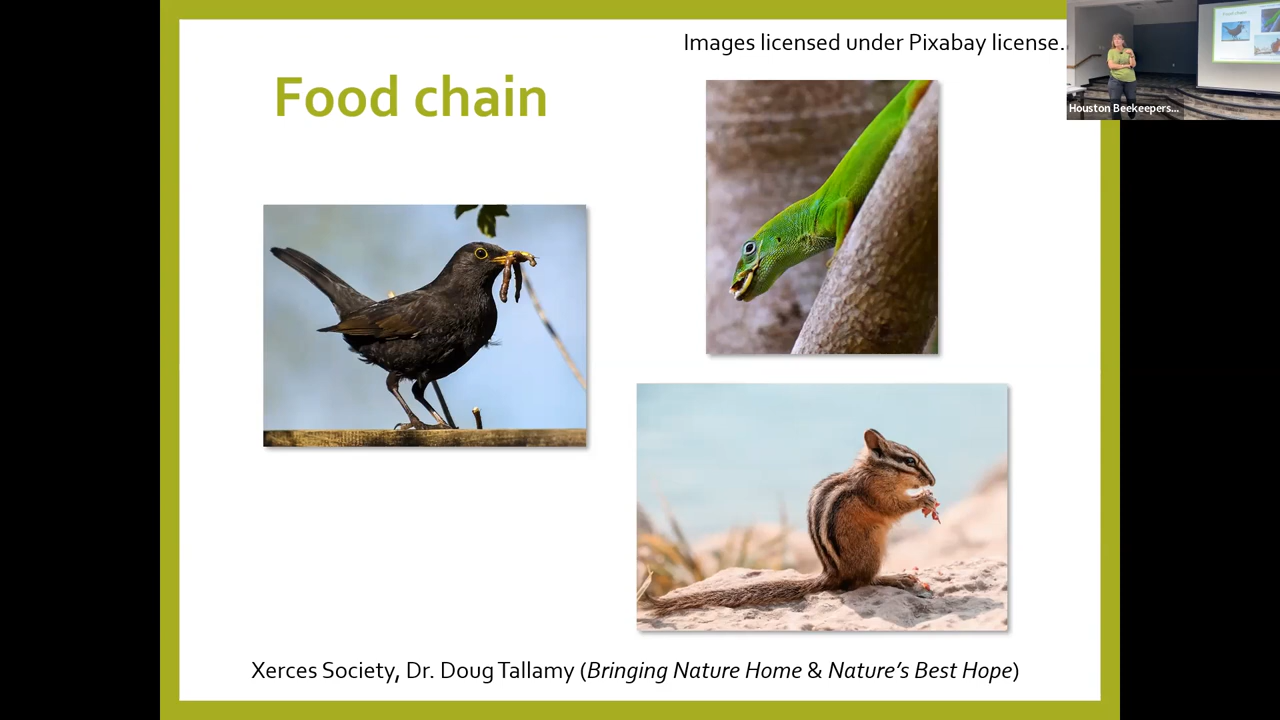 Images licensed under Pixabay license.
Houston Beekeepers...
Food chain
Xerces Society, Dr. Doug Tallamy (Bringing Nature Home & Nature's Best Hope)